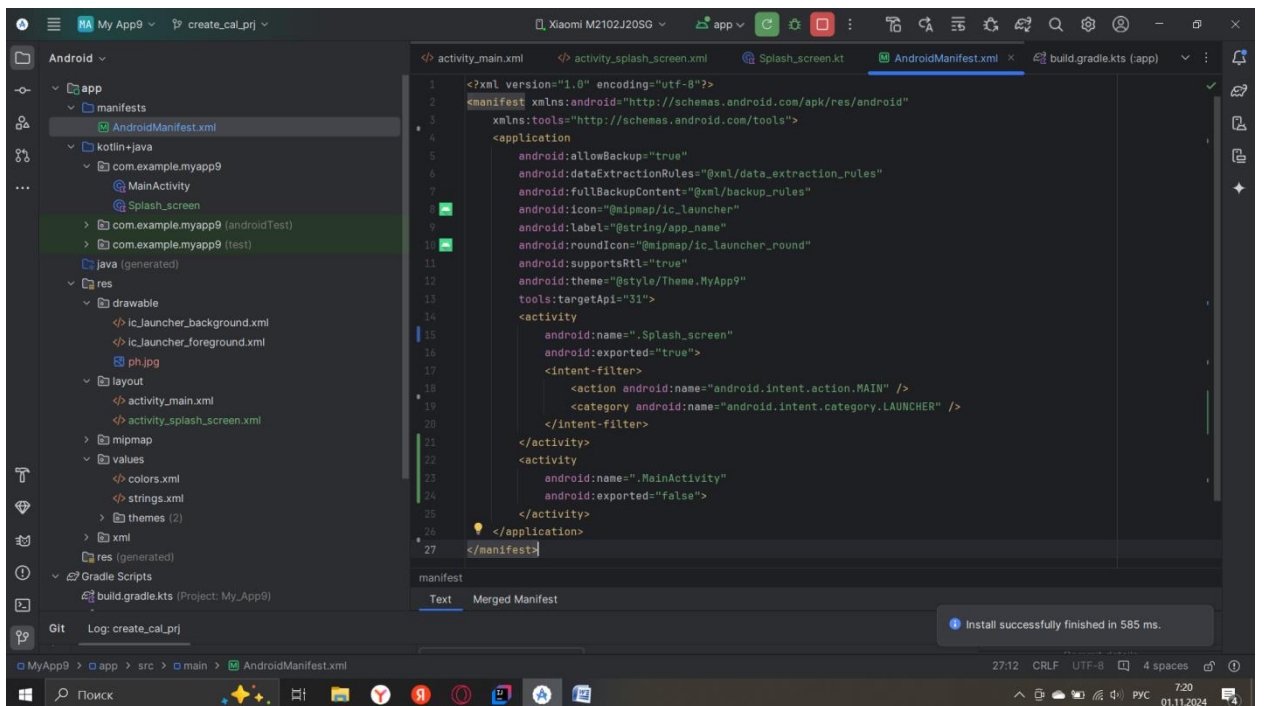 MA My App9 create_cal_prj Xiaomi M2102J20SG app
Android
app
manifests
AndroidManifest.xml
kotlin+java
com.example.myapp9
MainActivity
Splash_screen
com.example.myapp9 (androidTest)
com.example.myapp9 (test)
java (generated)
res
drawable
ic_launcher_background.xml
ic_launcher_foreground.xml
ph.jpg
layout
activity_main.xml
activity_splash_screen.xml
mipmap
values
colors.xml
strings.xml
themes (2)
xml
res (generated)
Gradle Scripts
build.gradle.kts (Project: My_App9)
activity_main.xml activity_splash_screen.xml Splash_screen.kt AndroidManifest.xml build.gradle.kts (:app)
1 <?xml version="1.0" encoding="utf-8"?>
2 <manifest xmlns:android="http://schemas.android.com/apk/res/android"
3 xmlns:tools="http://schemas.android.com/tools">
4 <application
5 android:allowBackup="true"
6 android:dataExtractionRules="@xml/data_extraction_rules"
7 android:fullBackupContent="@xml/backup_rules"
8 android:icon="@mipmap/ic_launcher"
9 android:label="@string/app_name"
10 android:roundIcon="@mipmap/ic_launcher_round"
11 android:supportsRtl="true"
12 android:theme="@style/Theme.MyApp9"
13 tools:targetApi="31">
14 <activity
15 android:name=".Splash_screen"
16 android:exported="true">
17 <intent-filter>
18 <action android:name="android.intent.action.MAIN" />
19 <category android:name="android.intent.category.LAUNCHER" />
20 </intent-filter>
21 </activity>
22 <activity
23 android:name=".MainActivity"
24 android:exported="false">
25 </activity>
26 </application>
27 </manifest>
manifest
Text Merged Manifest
Git Log: create_cal_prj
Install successfully finished in 585 ms.
MyApp9 > app > src > main > AndroidManifest.xml 27:12 CRLF UTF-8 4 spaces
Поиск РУС 7:20
01.11.2024 4